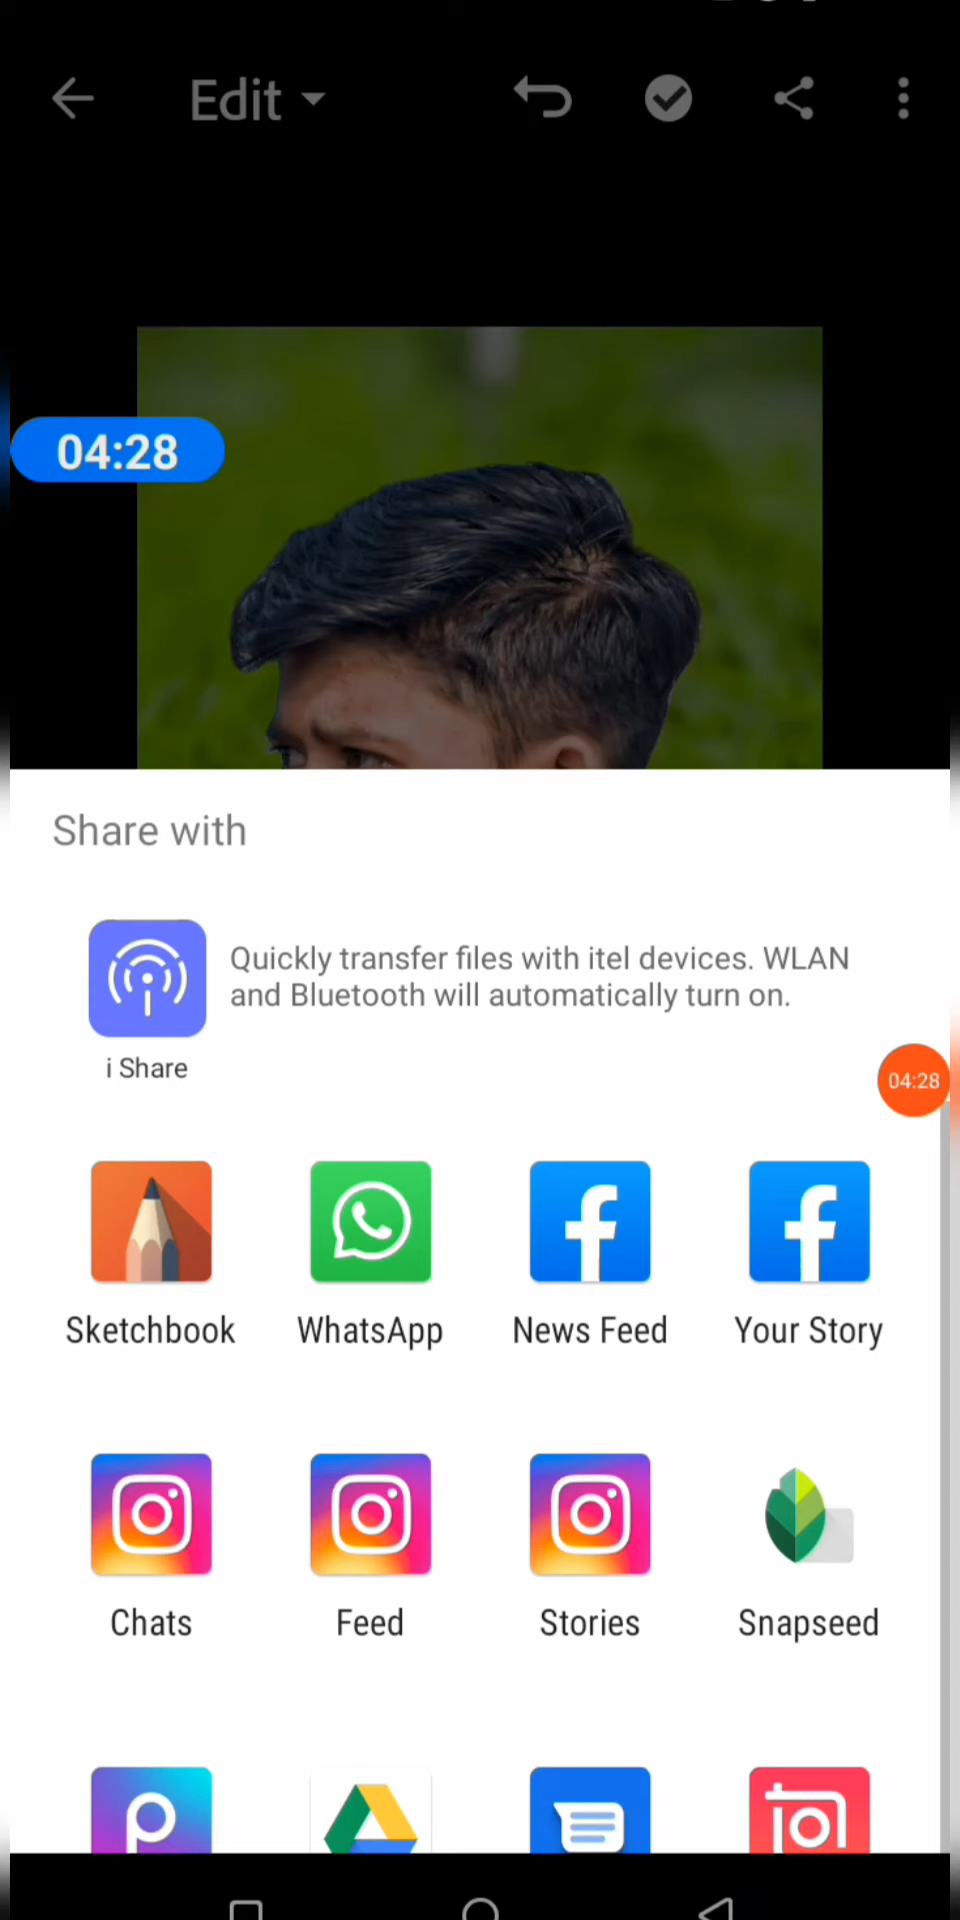 Edit
04:28
Share with
Quickly transfer files with itel devices. WLAN
and Bluetooth will automatically turn on.
i Share
04:28
Sketchbook WhatsApp News Feed Your Story
Chats Feed Stories Snapseed